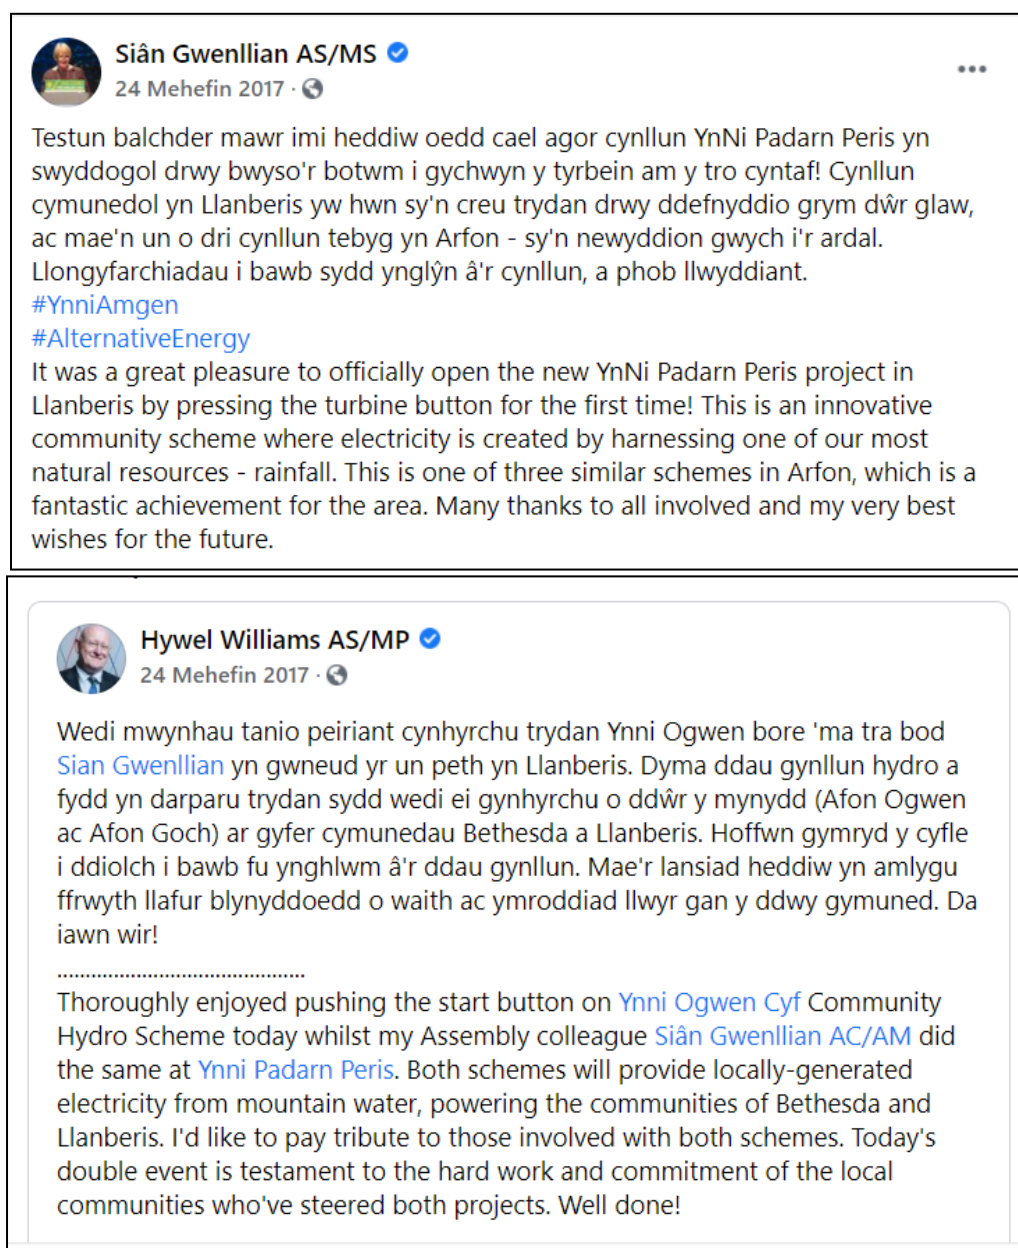 Siân Gwenllian AS/MS
24 Mehefin 2017 ·
Testun balchder mawr imi heddiw oedd cael agor cynllun YnNi Padarn Peris yn
swyddogol drwy bwyso'r botwm i gychwyn y tyrbein am y tro cyntaf! Cynllun
cymunedol yn Llanberis yw hwn sy'n creu trydan drwy ddefnyddio grym dŵr glaw,
ac mae'n un o dri cynllun tebyg yn Arfon - sy'n newyddion gwych i'r ardal.
Llongyfarchiadau i bawb sydd ynglŷn â'r cynllun, a phob llwyddiant.
#YnniAmgen
#AlternativeEnergy
It was a great pleasure to officially open the new YnNi Padarn Peris project in
Llanberis by pressing the turbine button for the first time! This is an innovative
community scheme where electricity is created by harnessing one of our most
natural resources - rainfall. This is one of three similar schemes in Arfon, which is a
fantastic achievement for the area. Many thanks to all involved and my very best
wishes for the future.
Hywel Williams AS/MP
24 Mehefin 2017 ·
Wedi mwynhau tanio peiriant cynhyrchu trydan Ynni Ogwen bore 'ma tra bod
Sian Gwenllian yn gwneud yr un peth yn Llanberis. Dyma ddau gynllun hydro a
fydd yn darparu trydan sydd wedi ei gynhyrchu o ddŵr y mynydd (Afon Ogwen
ac Afon Goch) ar gyfer cymunedau Bethesda a Llanberis. Hoffwn gymryd y cyfle
i ddiolch i bawb fu ynghlwm â'r ddau gynllun. Mae'r lansiad heddiw yn amlygu
ffrwyth llafur blynyddoedd o waith ac ymroddiad llwyr gan y ddwy gymuned. Da
iawn wir!
............................................
Thoroughly enjoyed pushing the start button on Ynni Ogwen Cyf Community
Hydro Scheme today whilst my Assembly colleague Siân Gwenllian AC/AM did
the same at Ynni Padarn Peris. Both schemes will provide locally-generated
electricity from mountain water, powering the communities of Bethesda and
Llanberis. I'd like to pay tribute to those involved with both schemes. Today's
double event is testament to the hard work and commitment of the local
communities who've steered both projects. Well done!